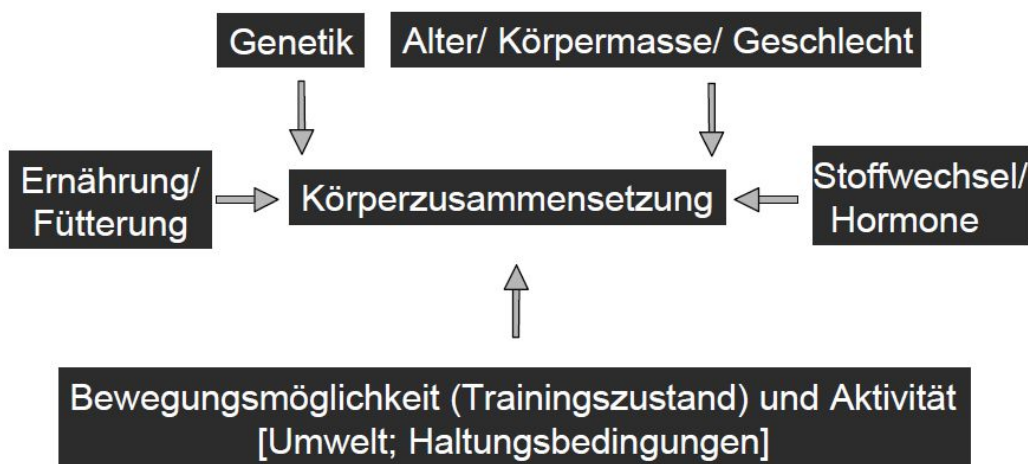 Genetik
Alter/ Körpermasse/ Geschlecht
Ernährung/
Fütterung
Körperzusammensetzung
Stoffwechsel/
Hormone
Bewegungsmöglichkeit (Trainingszustand) und Aktivität
[Umwelt; Haltungsbedingungen]